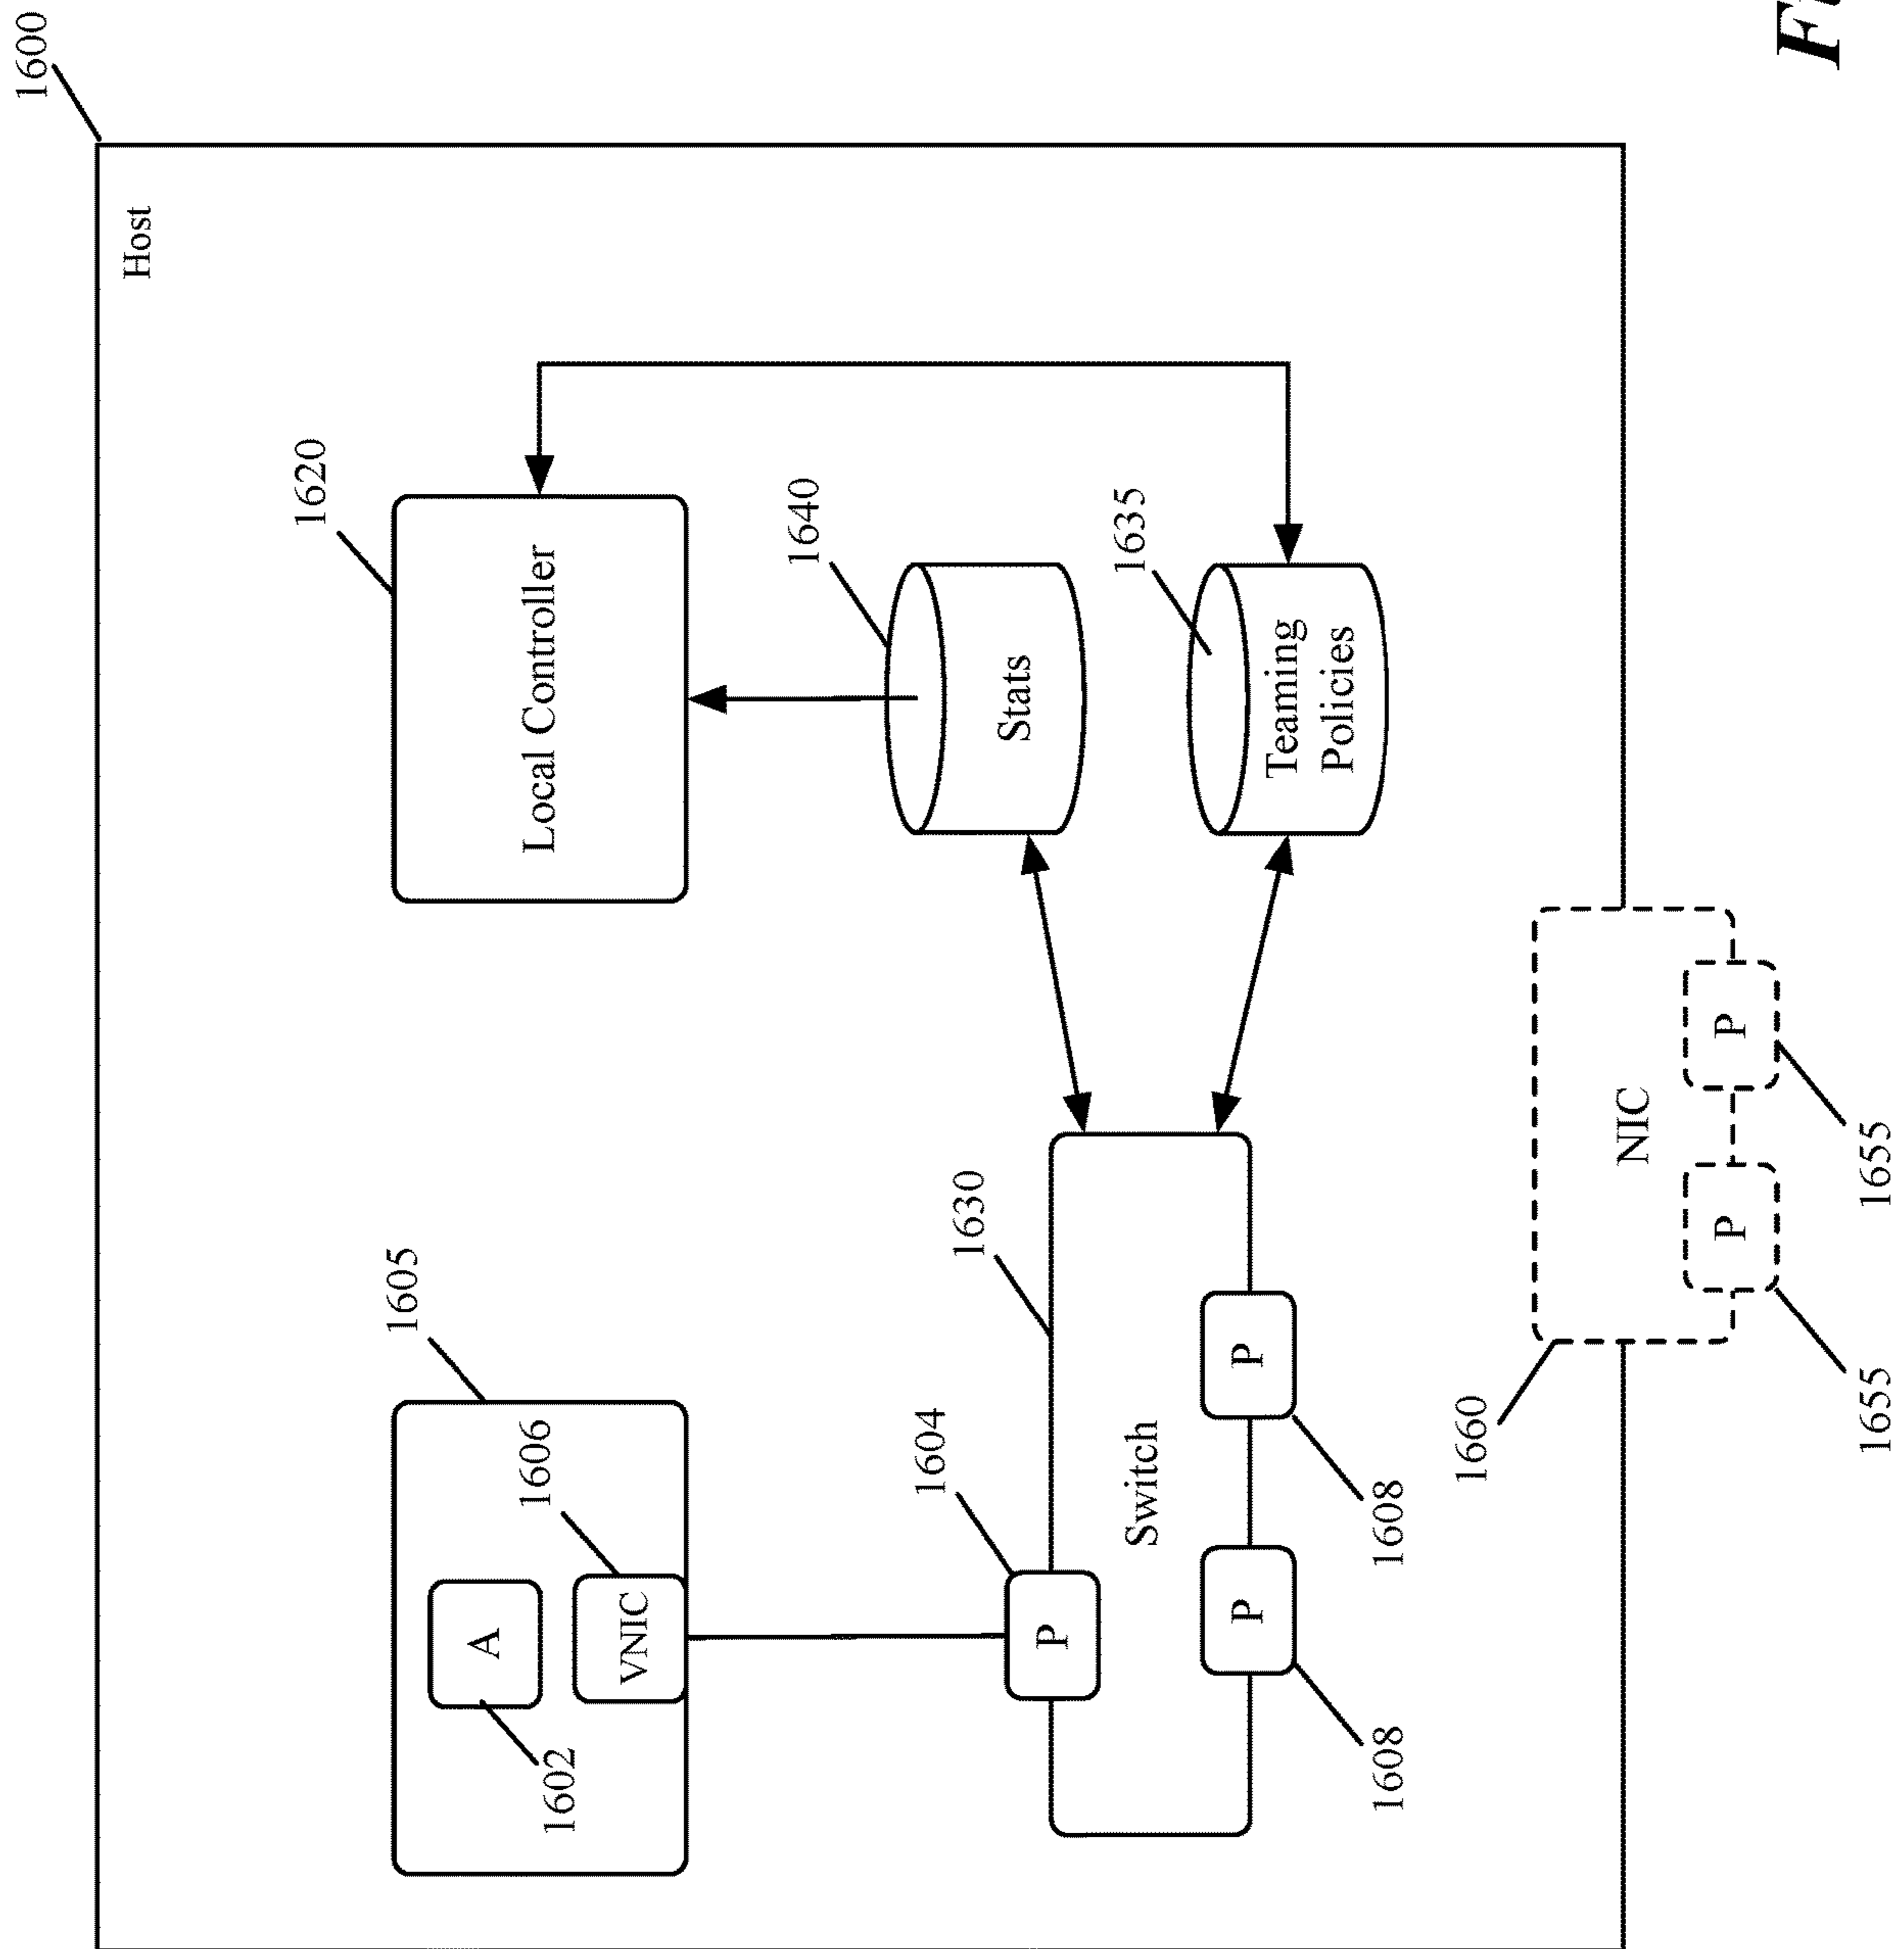 1600
Host
1620
1605
A
1606
Local Controller
1602
VNIC
1640
1604
1630
Stats
P
1635
Switch
P
P
Teaming
Policies
1608
1608
1660
NIC
P
P
1655
1655